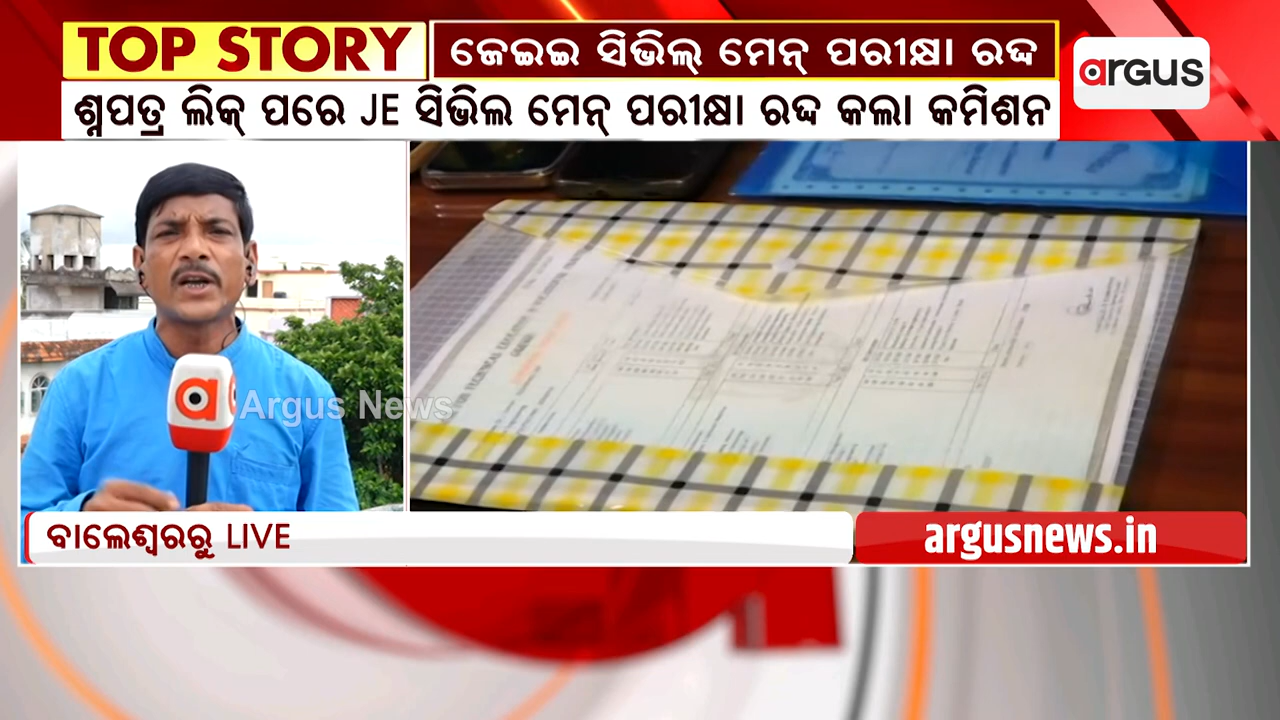 TOP STORY
ଜେଇଇ ସିଭିଲ୍ ମେନ୍ ପରୀକ୍ଷା ରଦ୍ଦ
argus
ଶ୍ନପତ୍ର ଲିକ୍ ପରେ JE ସିଭିଲ ମେନ୍ ପରୀକ୍ଷା ରଦ୍ଦ କଲା କମିଶନ
Argus News
ବାଲେଶ୍ୱରରୁ LIVE
argusnews.in